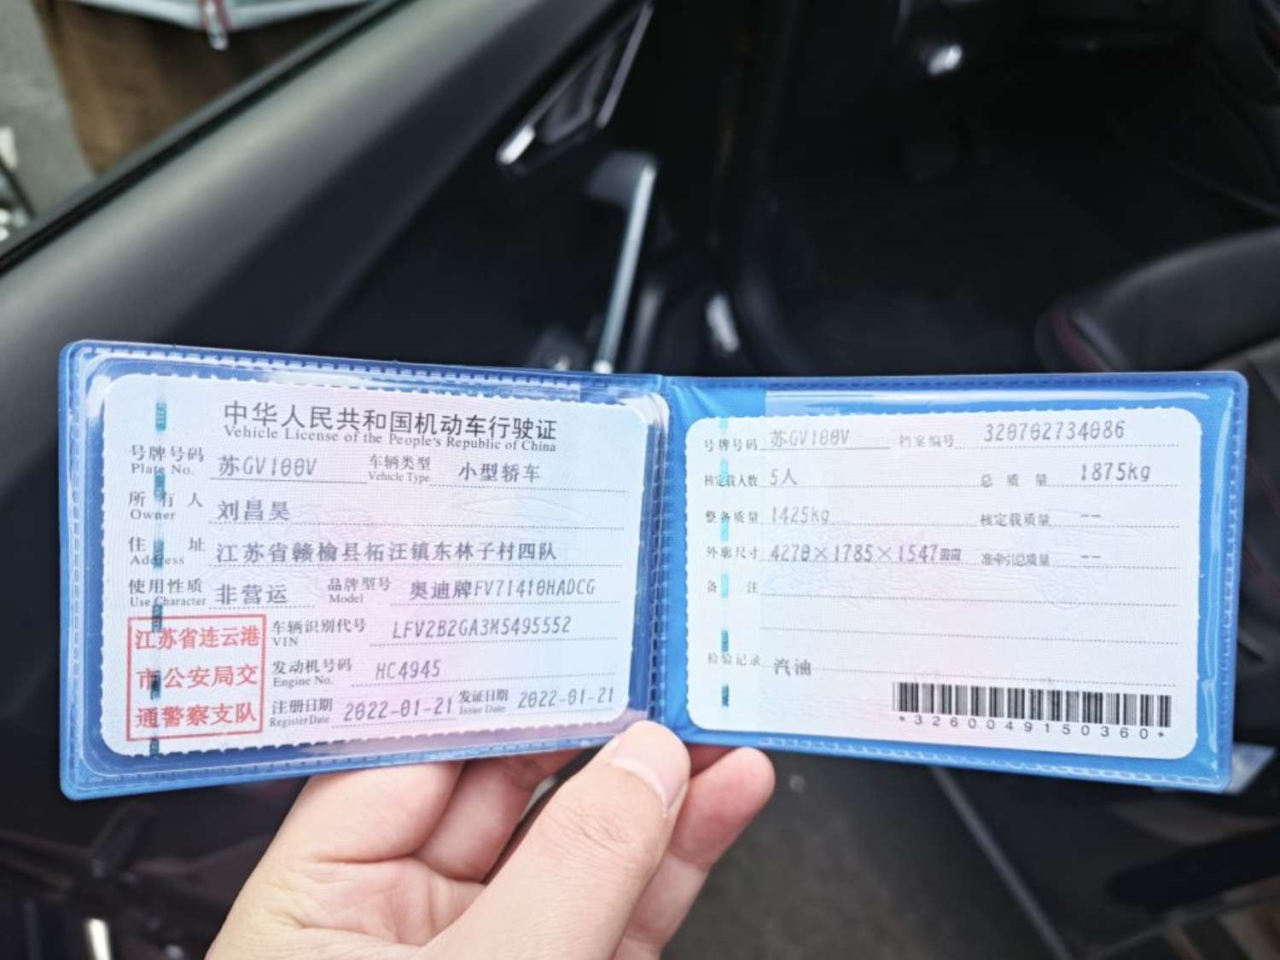 中华人民共和国机动车行驶证
Vehicle License of the People's Republic of China
号牌号码 苏GV100V 车辆类型 小型轿车
Plate No. Vehicle Type
所有人 刘昌昊
Owner
住址 江苏省赣榆县柘汪镇东林子村四队
Address
使用性质 非营运 品牌型号 奥迪牌FV71410HADCG
Use Character Model
江苏省连云港
市公安局交
通警察支队
车辆识别代号 LFV2B2GA3M5495552
VIN
发动机号码 HC4945
Engine No.
注册日期 2022-01-21 发证日期 2022-01-21
Register Date Issue Date
号牌号码 苏GV100V 档案编号 320702734086
核定载人数 5人 总质量 1875kg
整备质量 1425kg 核定载质量 --
外廓尺寸 4270×1785×1547 准牵引总质量 --
备注
检验记录 汽油
*3260049150360*